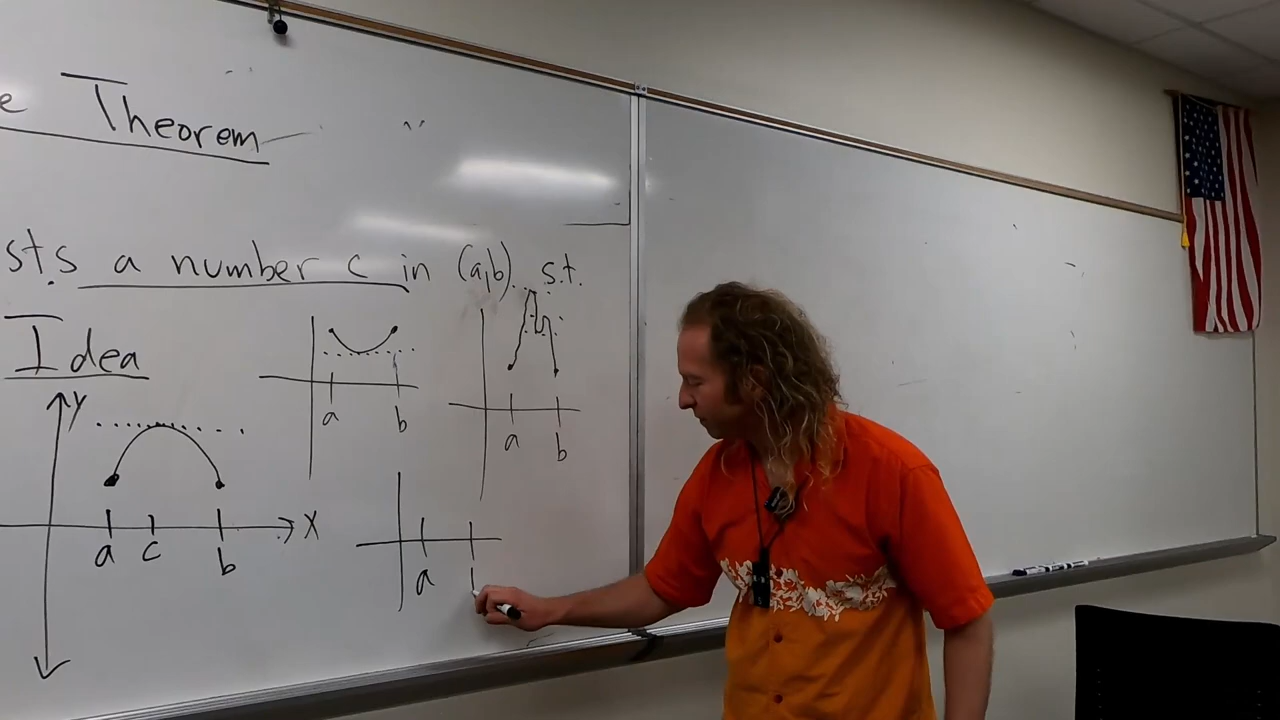 e Theorem
sts a number c in (a,b) s.t.
Idea
a b
a b
Y
X
a c b
a